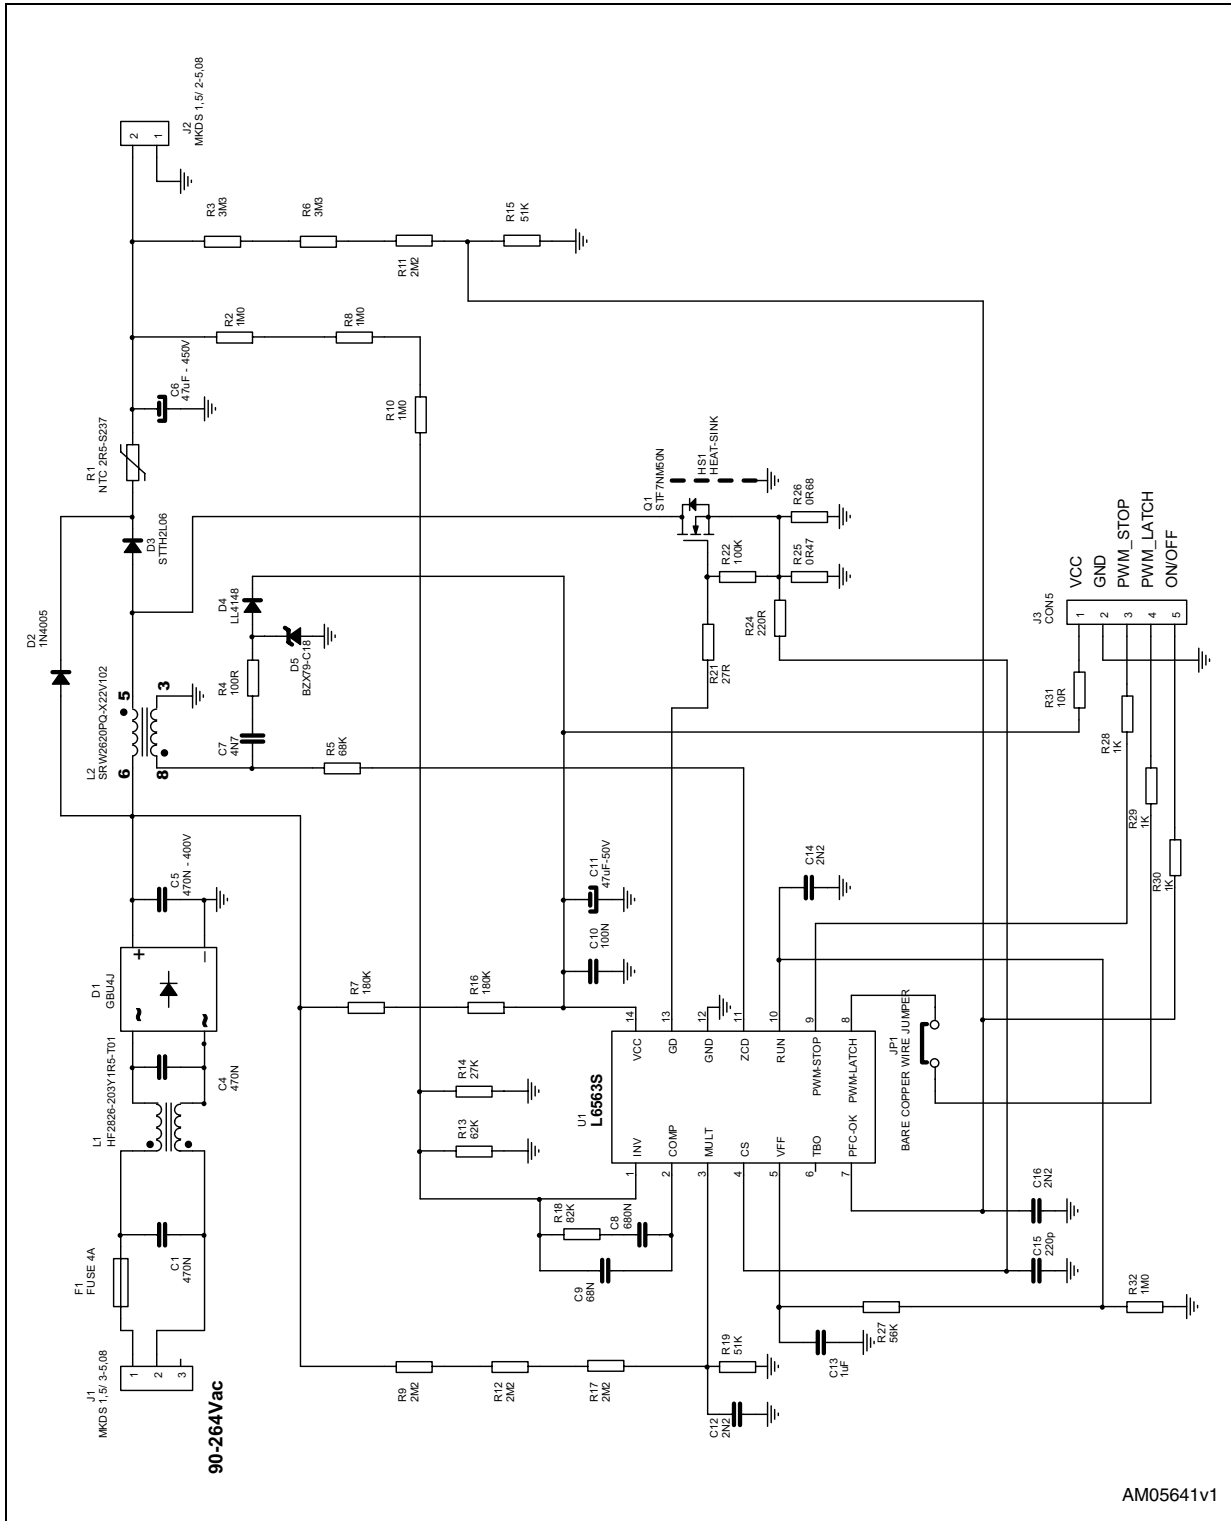 J2
MKDS 1,5/ 2-5,08
2
1
R3
3M3
R6
3M3
R11
2M2
R15
51K
R2
1M0
R8
1M0
C6
47uF - 450V
R10
1M0
R1
NTC 2R5-S237
D3
STTH2L06
D2
1N4005
L2
SRW2620PQ-X22V102
5
6
3
8
D4
LL4148
D5
BZX79-C18
R4
100R
C7
4N7
R5
68K
Q1
STF7NM50N
HS1
HEAT-SINK
R22
100K
R26
0R68
R25
0R47
R24
220R
R21
27R
J3
CON5
1
2
3
4
5
VCC
GND
PWM_STOP
PWM_LATCH
ON/OFF
R31
10R
R28
1K
R29
1K
R30
1K
C5
470N - 400V
D1
GBU4J
~
~
+
–
C4
470N
L1
HF2826-203Y1R5-T01
C1
470N
F1
FUSE 4A
J1
MKDS 1,5/ 3-5,08
1
2
3
90-264Vac
R7
180K
R16
180K
C11
47uF-50V
C10
100N
C14
2N2
R14
27K
R13
62K
U1
L6563S
14
VCC
13
GD
12
GND
11
ZCD
10
RUN
9
PWM-STOP
8
PWM-LATCH
INV
1
COMP
2
MULT
3
CS
4
VFF
5
TBO
6
PFC-OK
7
JP1
BARE COPPER WIRE JUMPER
R18
82K
C8
680N
C9
68N
R9
2M2
R12
2M2
R17
2M2
R19
51K
C12
2N2
C13
1uF
R27
56K
R32
1M0
C15
220p
C16
2N2
AM05641v1